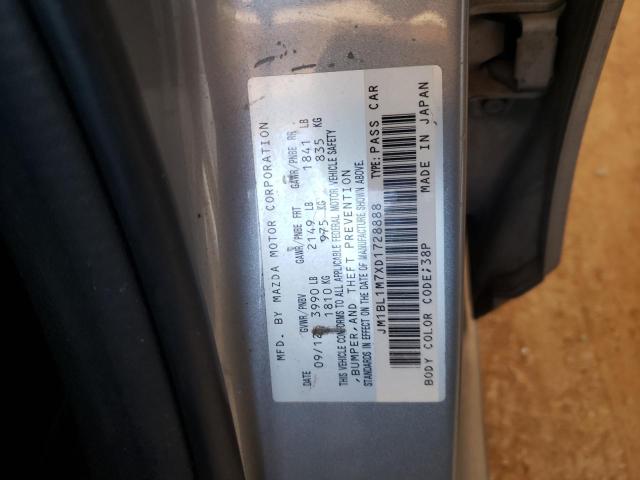 MFD. BY MAZDA MOTOR CORPORATION
DATE GVWR/PNBV GAWR/PNBE FRT GAWR/PNBE RR
09/12 3990 LB 2149 LB 1841 LB
1810 KG 975 KG 835 KG
THIS VEHICLE CONFORMS TO ALL APPLICABLE FEDERAL MOTOR VEHICLE SAFETY
,BUMPER,AND THEFT PREVENTION
STANDARDS IN EFFECT ON THE DATE OF MANUFACTURE SHOWN ABOVE.
JM1BL1M7XD1728888 TYPE:PASS CAR
BODY COLOR CODE;38P MADE IN JAPAN